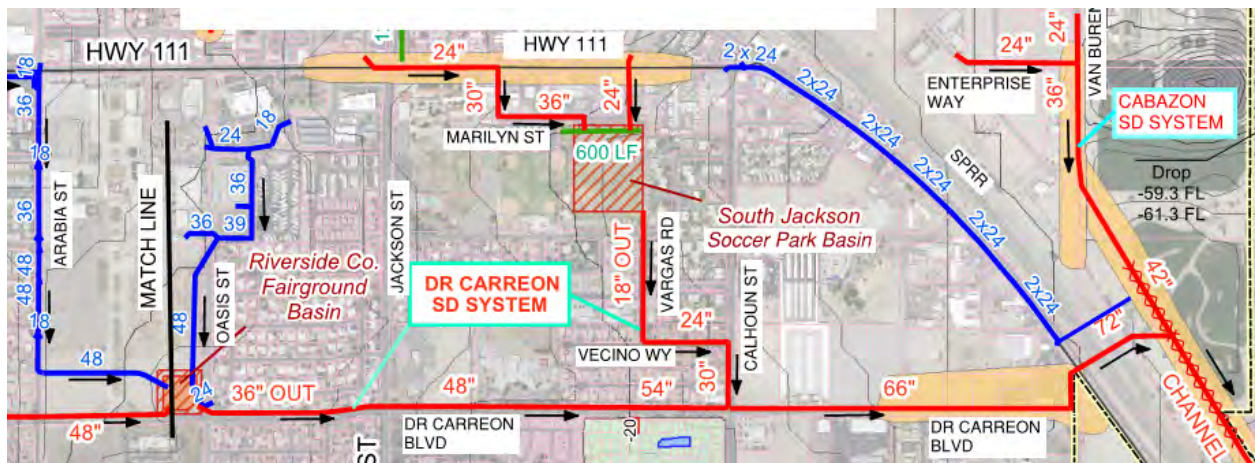 HWY 111
24"
HWY 111
2 x 24
24"
24"
VAN BUREN
18
36
18
36
48
48
18
ARABIA ST
MATCH LINE
24
18
36
39
36
48
OASIS ST
Riverside Co.
Fairground
Basin
30"
36"
24"
MARILYN ST
600 LF
JACKSON ST
South Jackson
Soccer Park Basin
18" OUT
VARGAS RD
24"
CALHOUN ST
VECINO WY
30"
DR CARREON
SD SYSTEM
2x24
2x24
2x24
2x24
2x24
SPRR
ENTERPRISE
WAY
36"
CABAZON
SD SYSTEM
Drop
-59.3 FL
-61.3 FL
42"
72"
CHANNEL
48
24
36" OUT
48"
54"
66"
48"
DR CARREON
BLVD
DR CARREON
BLVD
-20
ST